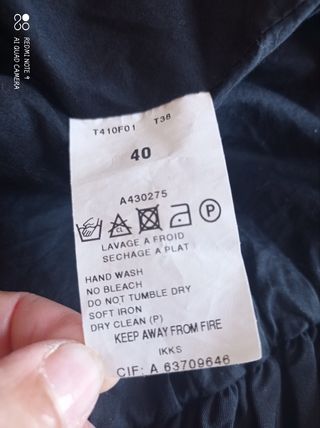 REDMI NOTE 9
AI QUAD CAMERA
T410F01 T38
40
A430275
CL
P
LAVAGE A FROID
SECHAGE A PLAT
HAND WASH
NO BLEACH
DO NOT TUMBLE DRY
SOFT IRON
DRY CLEAN (P)
KEEP AWAY FROM FIRE
IKKS
CIF: A 63709646